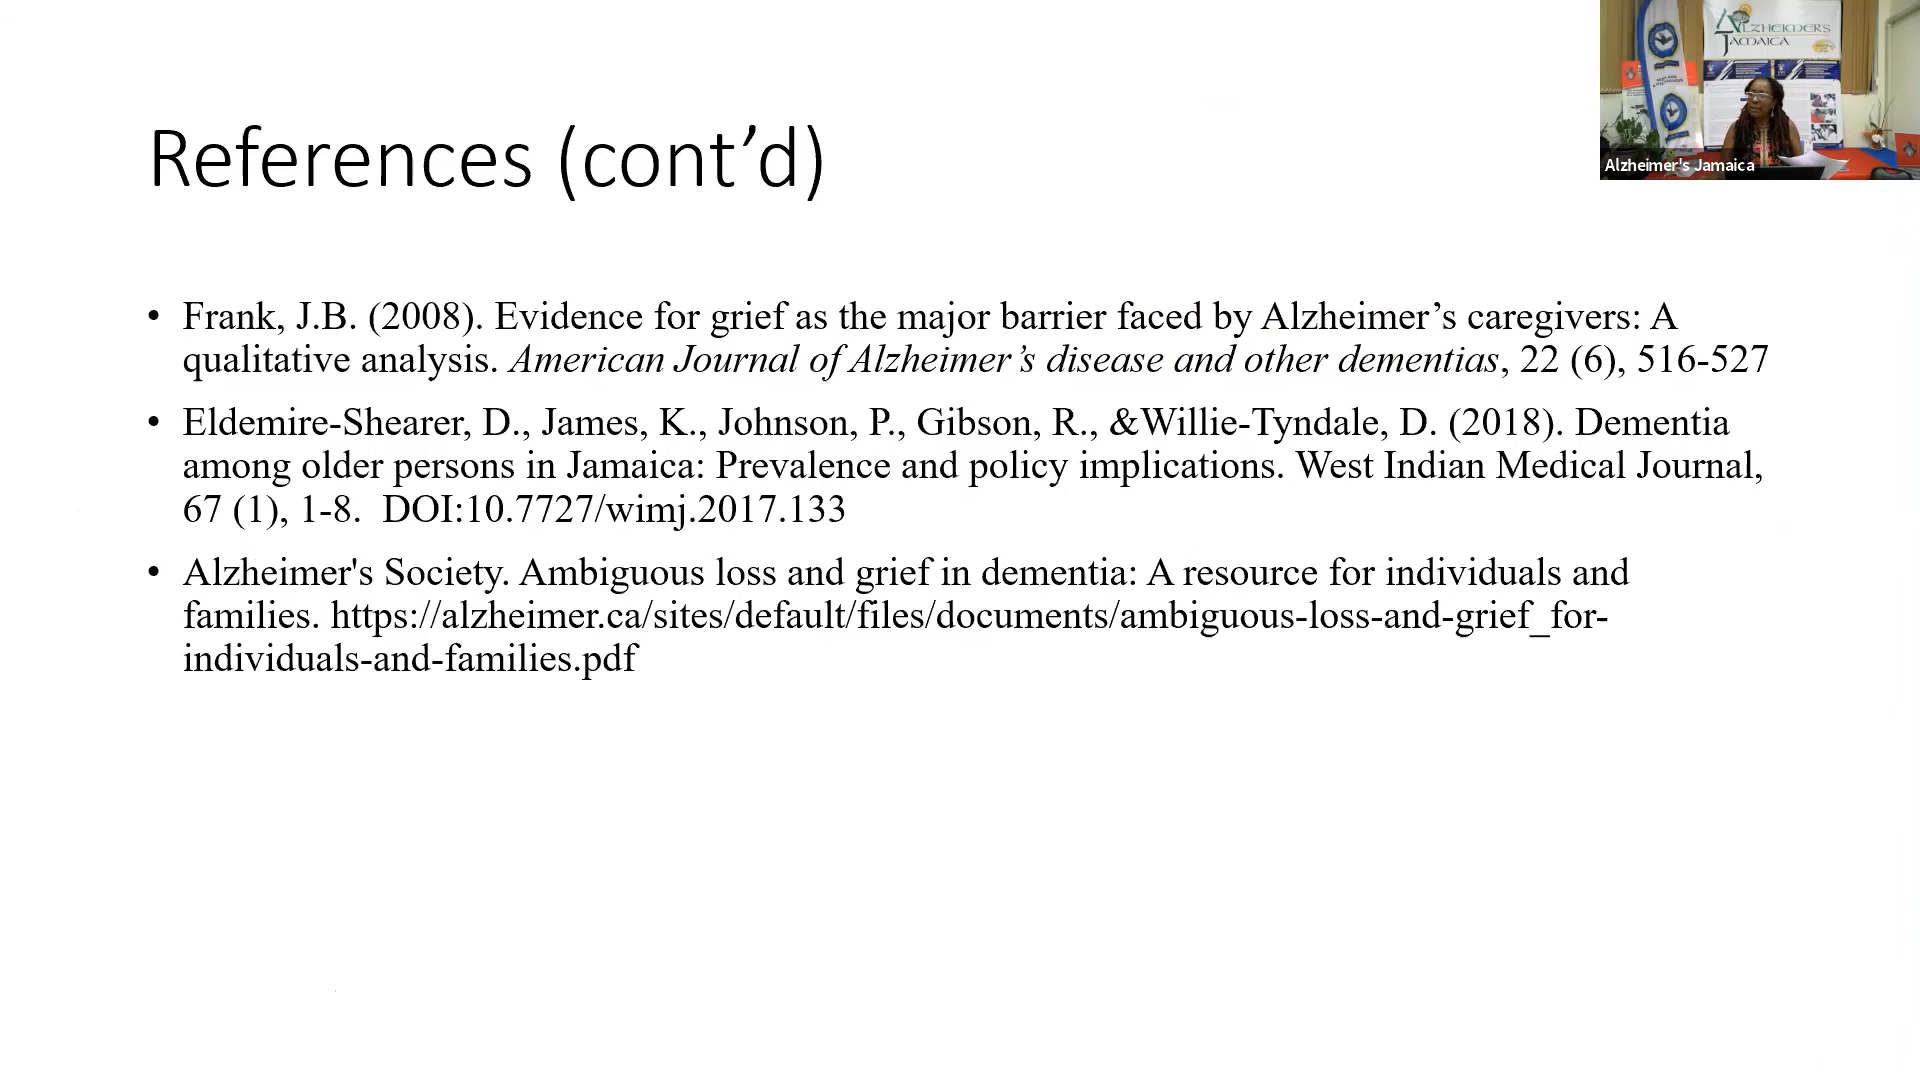 References (cont’d)
• Frank, J.B. (2008). Evidence for grief as the major barrier faced by Alzheimer’s caregivers: A
qualitative analysis. American Journal of Alzheimer’s disease and other dementias, 22 (6), 516-527
• Eldemire-Shearer, D., James, K., Johnson, P., Gibson, R., &Willie-Tyndale, D. (2018). Dementia
among older persons in Jamaica: Prevalence and policy implications. West Indian Medical Journal,
67 (1), 1-8.  DOI:10.7727/wimj.2017.133
• Alzheimer's Society. Ambiguous loss and grief in dementia: A resource for individuals and
families. https://alzheimer.ca/sites/default/files/documents/ambiguous-loss-and-grief_for-
individuals-and-families.pdf
ALZHEIMER'S
JAMAICA
Alzheimer's Jamaica